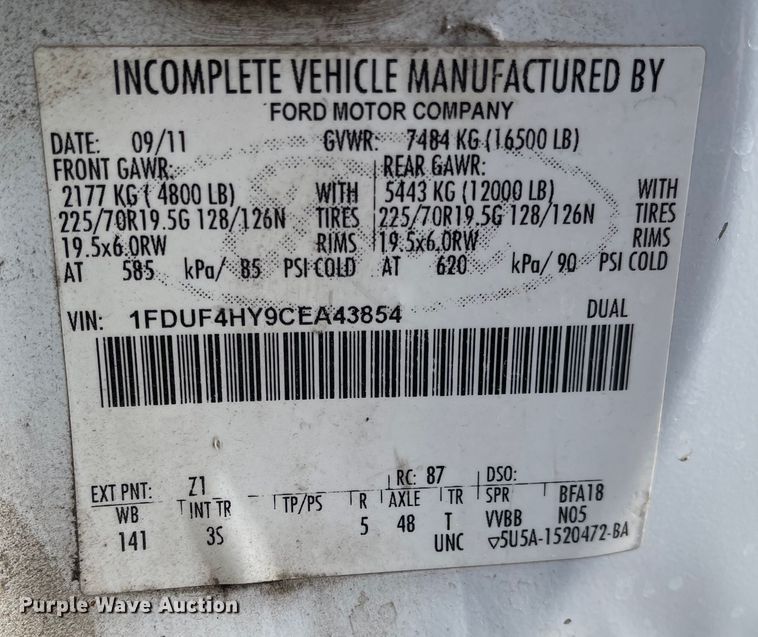 INCOMPLETE VEHICLE MANUFACTURED BY
FORD MOTOR COMPANY
DATE: 09/11 GVWR: 7484 KG (16500 LB)
FRONT GAWR: REAR GAWR:
2177 KG ( 4800 LB) WITH 5443 KG (12000 LB) WITH
225/70R19.5G 128/126N TIRES 225/70R19.5G 128/126N TIRES
19.5x6.0RW RIMS 19.5x6.0RW RIMS
AT 585 kPa/ 85 PSI COLD AT 620 kPa/ 90 PSI COLD
VIN: 1FDUF4HY9CEA43854 DUAL
EXT PNT: Z1 RC: 87 DSO:
WB INT TR TP/PS R AXLE TR SPR BFA18
141 3S 5 48 T VVBB N05
UNC ▽5U5A-1520472-BA
Purple Wave Auction